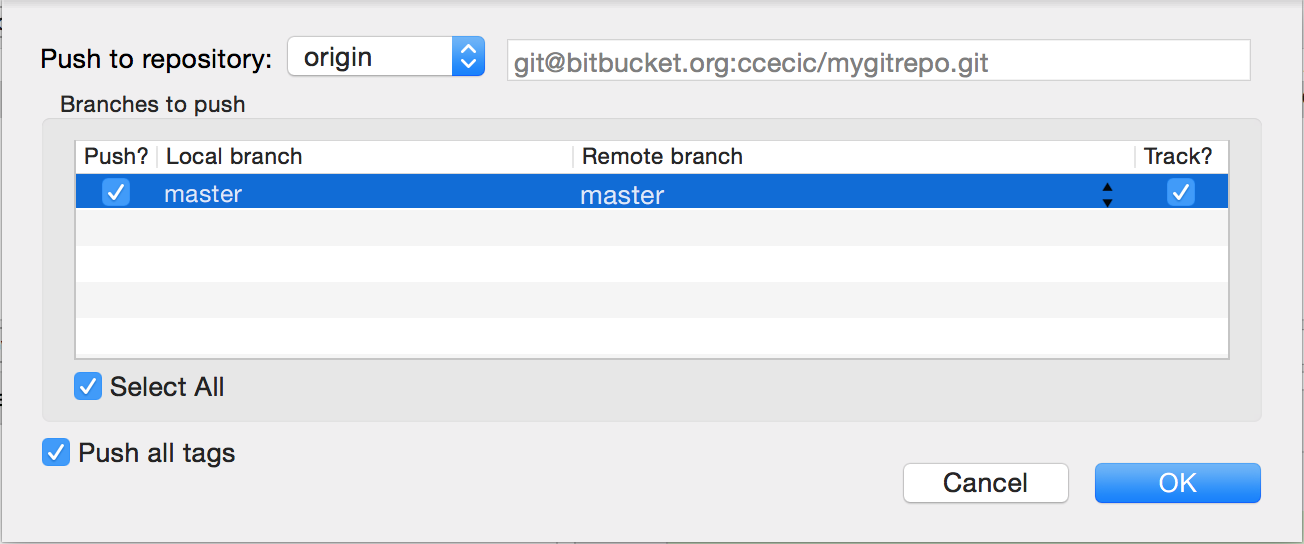 Push to repository: origin git@bitbucket.org:ccecic/mygitrepo.git
Branches to push
Push? Local branch Remote branch Track?
master master
Select All
Push all tags
Cancel OK